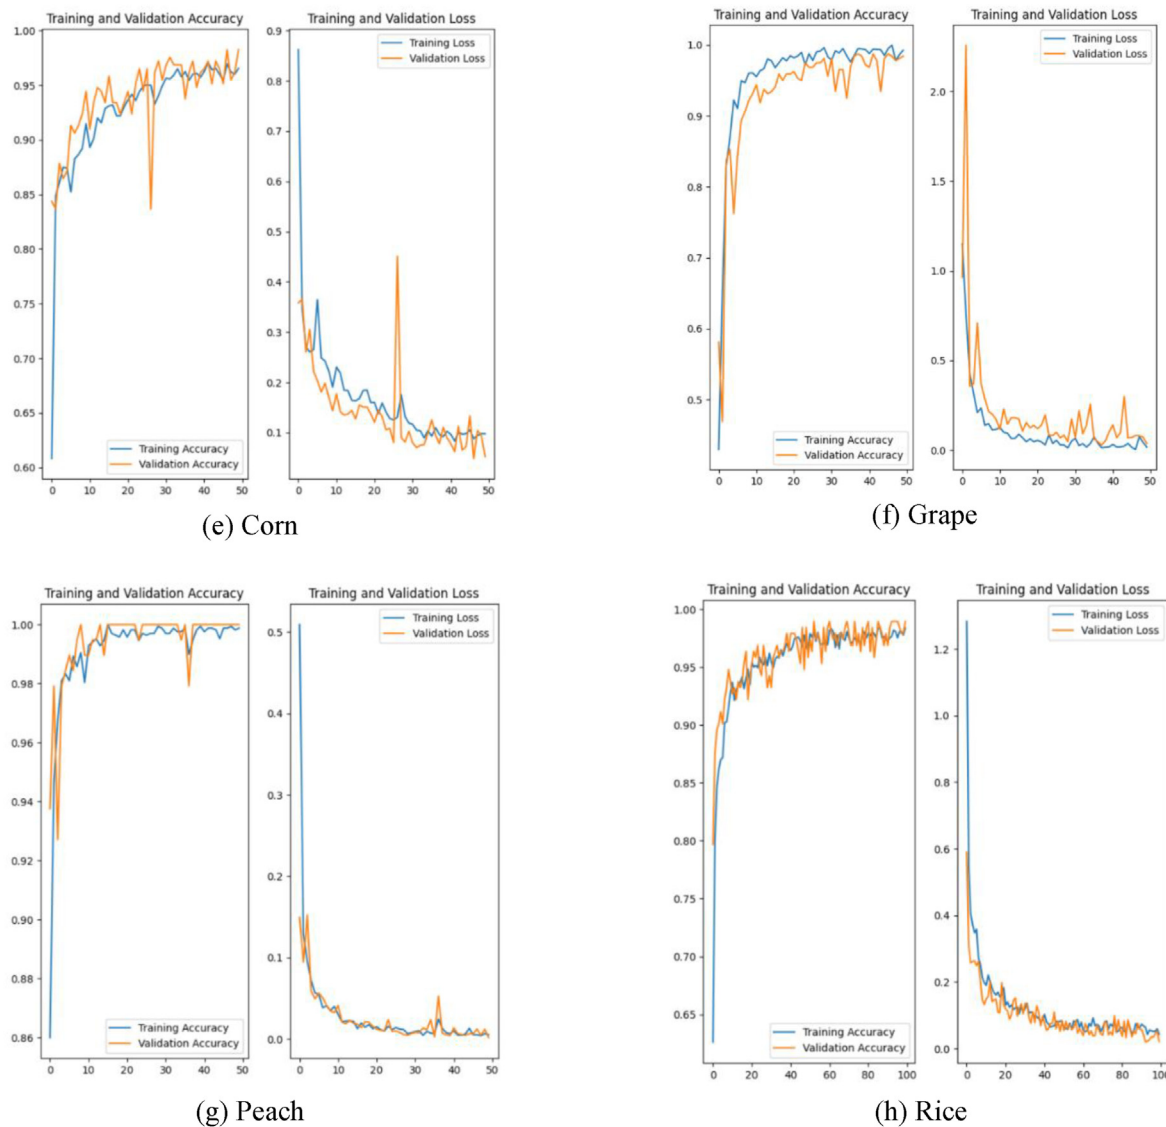 Training and Validation Accuracy
1.00
0.95
0.90
0.85
0.80
0.75
0.70
0.65
0.60
Training Accuracy
Validation Accuracy
0 10 20 30 40 50
Training and Validation Loss
0.9
0.8
0.7
0.6
0.5
0.4
0.3
0.2
0.1
Training Loss
Validation Loss
0 10 20 30 40 50
(e) Corn
Training and Validation Accuracy
1.0
0.9
0.8
0.7
0.6
0.5
Training Accuracy
Validation Accuracy
0 10 20 30 40 50
Training and Validation Loss
2.0
1.5
1.0
0.5
0.0
Training Loss
Validation Loss
0 10 20 30 40 50
(f) Grape
Training and Validation Accuracy
1.00
0.98
0.96
0.94
0.92
0.90
0.88
0.86
Training Accuracy
Validation Accuracy
0 10 20 30 40 50
Training and Validation Loss
0.5
0.4
0.3
0.2
0.1
0.0
Training Loss
Validation Loss
0 10 20 30 40 50
(g) Peach
Training and Validation Accuracy
1.00
0.95
0.90
0.85
0.80
0.75
0.70
0.65
Training Accuracy
Validation Accuracy
0 20 40 60 80 100
Training and Validation Loss
1.2
1.0
0.8
0.6
0.4
0.2
0.0
Training Loss
Validation Loss
0 20 40 60 80 100
(h) Rice